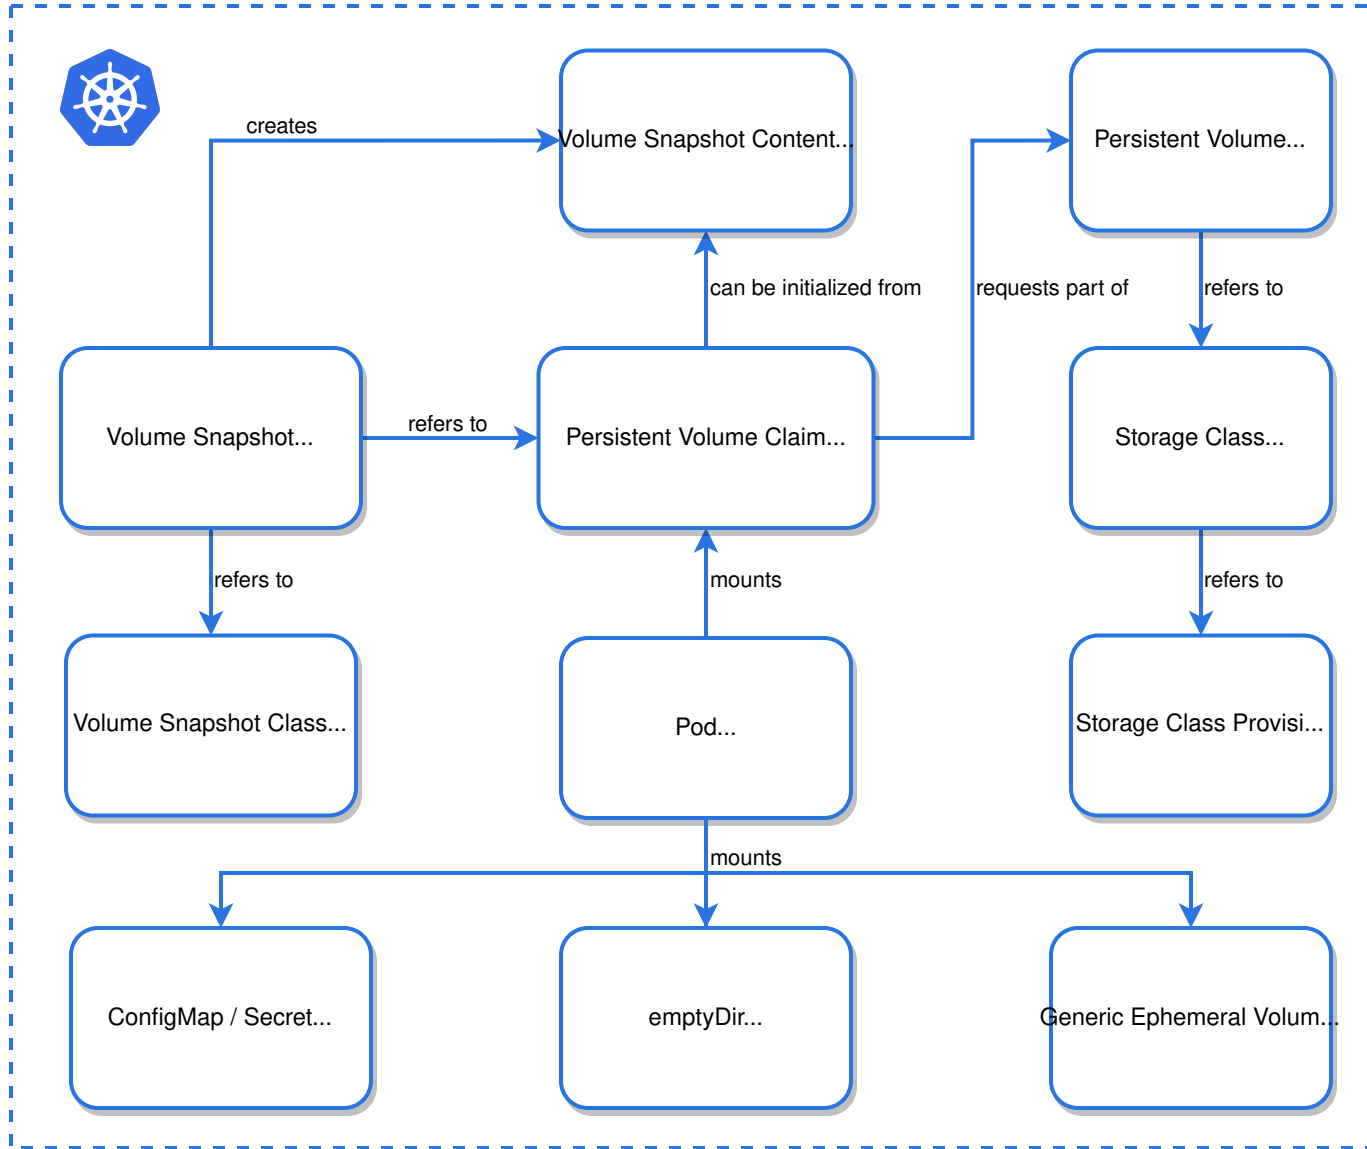 creates
Volume Snapshot Content...
Persistent Volume...
can be initialized from
requests part of
refers to
Volume Snapshot...
refers to
Persistent Volume Claim...
Storage Class...
refers to
mounts
refers to
Volume Snapshot Class...
Pod...
Storage Class Provisi...
mounts
ConfigMap / Secret...
emptyDir...
Generic Ephemeral Volum...